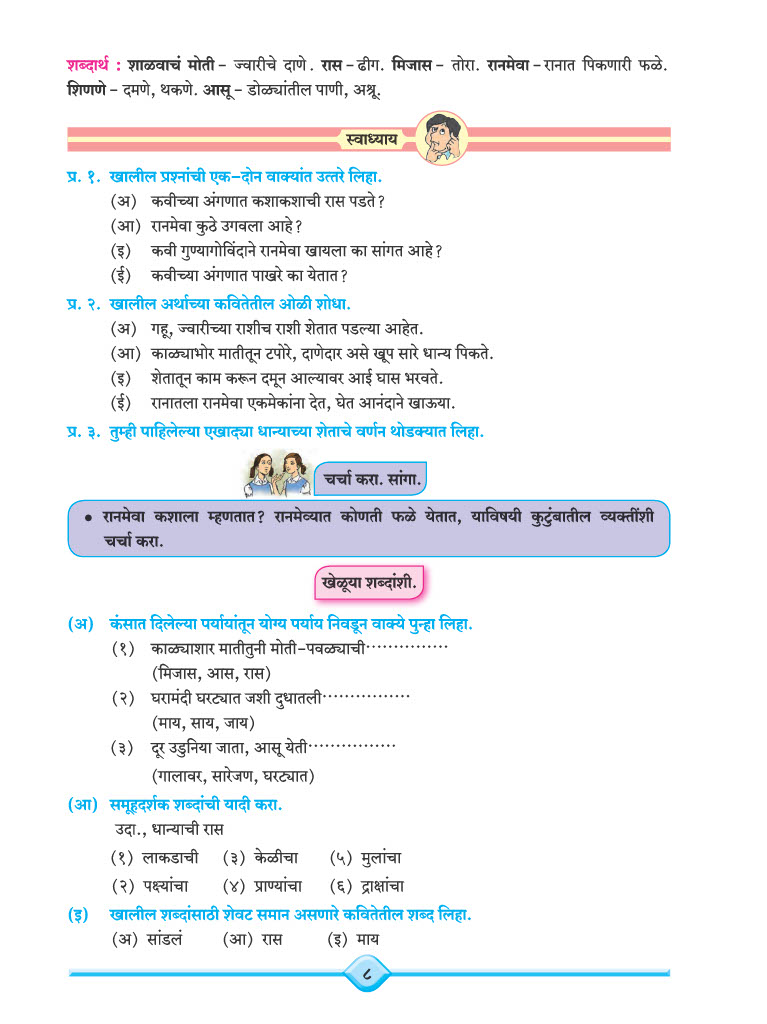 शब्दार्थ : शाळवाचं मोती – ज्वारीचे दाणे. रास – ढीग. मिजास – तोरा. रानमेवा – रानात पिकणारी फळे.
शिणणे – दमणे, थकणे. आसू – डोळ्यांतील पाणी, अश्रू.
स्वाध्याय
प्र. १. खालील प्रश्नांची एक–दोन वाक्यांत उत्तरे लिहा.
(अ) कवीच्या अंगणात कशाकशाची रास पडते?
(आ) रानमेवा कुठे उगवला आहे?
(इ) कवी गुण्यागोविंदाने रानमेवा खायला का सांगत आहे?
(ई) कवीच्या अंगणात पाखरे का येतात?
प्र. २. खालील अर्थाच्या कवितेतील ओळी शोधा.
(अ) गहू, ज्वारीच्या राशीच राशी शेतात पडल्या आहेत.
(आ) काळ्याभोर मातीतून टपोरे, दाणेदार असे खूप सारे धान्य पिकते.
(इ) शेतातून काम करून दमून आल्यावर आई घास भरवते.
(ई) रानातला रानमेवा एकमेकांना देत, घेत आनंदाने खाऊया.
प्र. ३. तुम्ही पाहिलेल्या एखाद्या धान्याच्या शेताचे वर्णन थोडक्यात लिहा.
चर्चा करा. सांगा.
• रानमेवा कशाला म्हणतात? रानमेव्यात कोणती फळे येतात, याविषयी कुटुंबातील व्यक्तींशी
चर्चा करा.
खेळूया शब्दांशी.
(अ) कंसात दिलेल्या पर्यायांतून योग्य पर्याय निवडून वाक्ये पुन्हा लिहा.
(१) काळ्याशार मातीतुनी मोती–पवळ्याची...............
(मिजास, आस, रास)
(२) घरामंदी घरट्यात जशी दुधातली................
(माय, साय, जाय)
(३) दूर उडुनिया जाता, आसू येती................
(गालावर, सारेजण, घरट्यात)
(आ) समूहदर्शक शब्दांची यादी करा.
उदा., धान्याची रास
(१) लाकडाची (३) केळीचा (५) मुलांचा
(२) पक्ष्यांचा (४) प्राण्यांचा (६) द्राक्षांचा
(इ) खालील शब्दांसाठी शेवट समान असणारे कवितेतील शब्द लिहा.
(अ) सांडलं (आ) रास (इ) माय
८